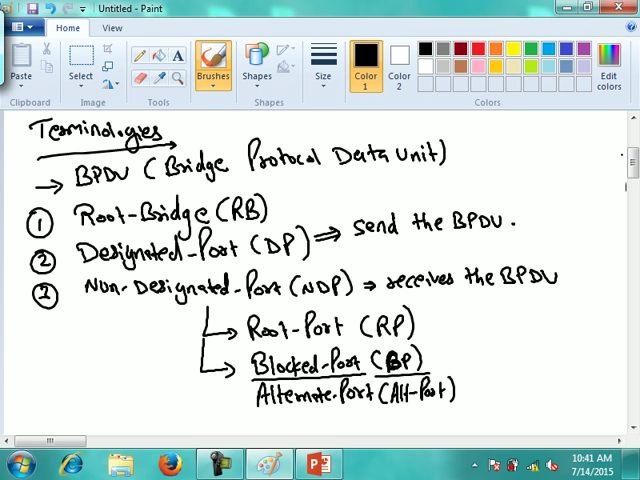 Untitled - Paint
Home View
Paste Select Brushes Shapes Size Color 1 Color 2 Edit colors
Clipboard Image Tools Shapes Colors
Terminologies
→ BPDU (Bridge Protocol Data Unit)
① Root-Bridge (RB)
② Designated-Port (DP) ⇒ send the BPDU.
③ Non-Designated-Port (NDP) ⇒ receives the BPDU
→ Root-Port (RP)
→ Blocked-Port (BP)
Alternate-Port (Alt-Port)
10:41 AM
7/14/2015